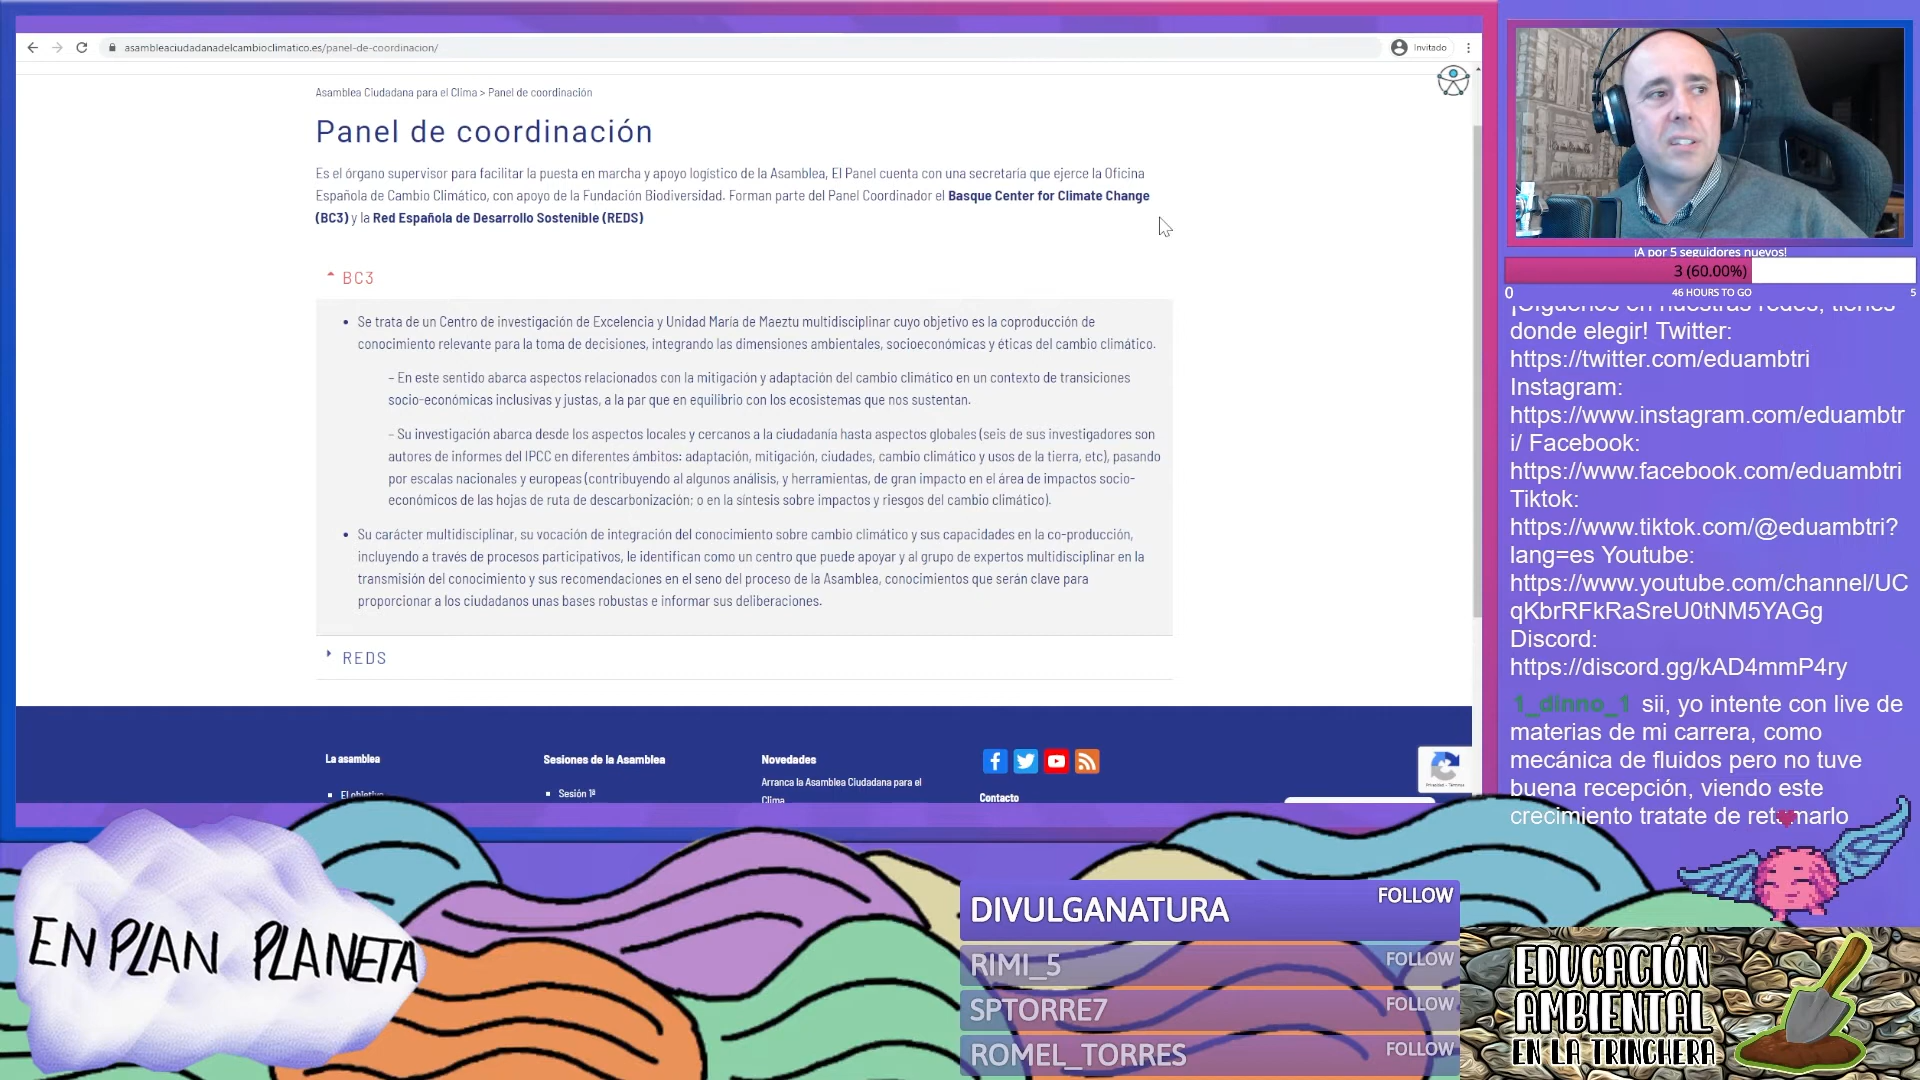 asambleaciudadanadelcambioclimatico.es/panel-de-coordinacion/
Invitado
Asamblea Ciudadana para el Clima > Panel de coordinación
Panel de coordinación
Es el órgano supervisor para facilitar la puesta en marcha y apoyo logístico de la Asamblea, El Panel cuenta con una secretaría que ejerce la Oficina
Española de Cambio Climático, con apoyo de la Fundación Biodiversidad. Forman parte del Panel Coordinador el Basque Center for Climate Change
(BC3) y la Red Española de Desarrollo Sostenible (REDS)
BC3
• Se trata de un Centro de investigación de Excelencia y Unidad María de Maeztu multidisciplinar cuyo objetivo es la coproducción de
conocimiento relevante para la toma de decisiones, integrando las dimensiones ambientales, socioeconómicas y éticas del cambio climático.
– En este sentido abarca aspectos relacionados con la mitigación y adaptación del cambio climático en un contexto de transiciones
socio-económicas inclusivas y justas, a la par que en equilibrio con los ecosistemas que nos sustentan.
– Su investigación abarca desde los aspectos locales y cercanos a la ciudadanía hasta aspectos globales (seis de sus investigadores son
autores de informes del IPCC en diferentes ámbitos: adaptación, mitigación, ciudades, cambio climático y usos de la tierra, etc), pasando
por escalas nacionales y europeas (contribuyendo al algunos análisis, y herramientas, de gran impacto en el área de impactos socio-
económicos de las hojas de ruta de descarbonización; o en la síntesis sobre impactos y riesgos del cambio climático).
• Su carácter multidisciplinar, su vocación de integración del conocimiento sobre cambio climático y sus capacidades en la co-producción,
incluyendo a través de procesos participativos, le identifican como un centro que puede apoyar y al grupo de expertos multidisciplinar en la
transmisión del conocimiento y sus recomendaciones en el seno del proceso de la Asamblea, conocimientos que serán clave para
proporcionar a los ciudadanos unas bases robustas e informar sus deliberaciones.
REDS
La asamblea
El objetivo
Sesiones de la Asamblea
Sesión 1ª
Novedades
Arranca la Asamblea Ciudadana para el
Clima
Contacto
¡A por 5 seguidores nuevos!
3 (60.00%)
0
46 HOURS TO GO
5
¡Síguenos en nuestras redes, tienes
donde elegir! Twitter:
https://twitter.com/eduambtri
Instagram:
https://www.instagram.com/eduambtr
i/ Facebook:
https://www.facebook.com/eduambtri
Tiktok:
https://www.tiktok.com/@eduambtri?
lang=es Youtube:
https://www.youtube.com/channel/UC
qKbrRFkRaSreU0tNM5YAGg
Discord:
https://discord.gg/kAD4mmP4ry
1_dinno_1 sii, yo intente con live de
materias de mi carrera, como
mecánica de fluidos pero no tuve
buena recepción, viendo este
crecimiento tratate de retomarlo
EN PLAN PLANETA
DIVULGANATURA FOLLOW
RIMI_5 FOLLOW
SPTORRE7 FOLLOW
ROMEL_TORRES FOLLOW
EDUCACIÓN
AMBIENTAL
EN LA TRINCHERA